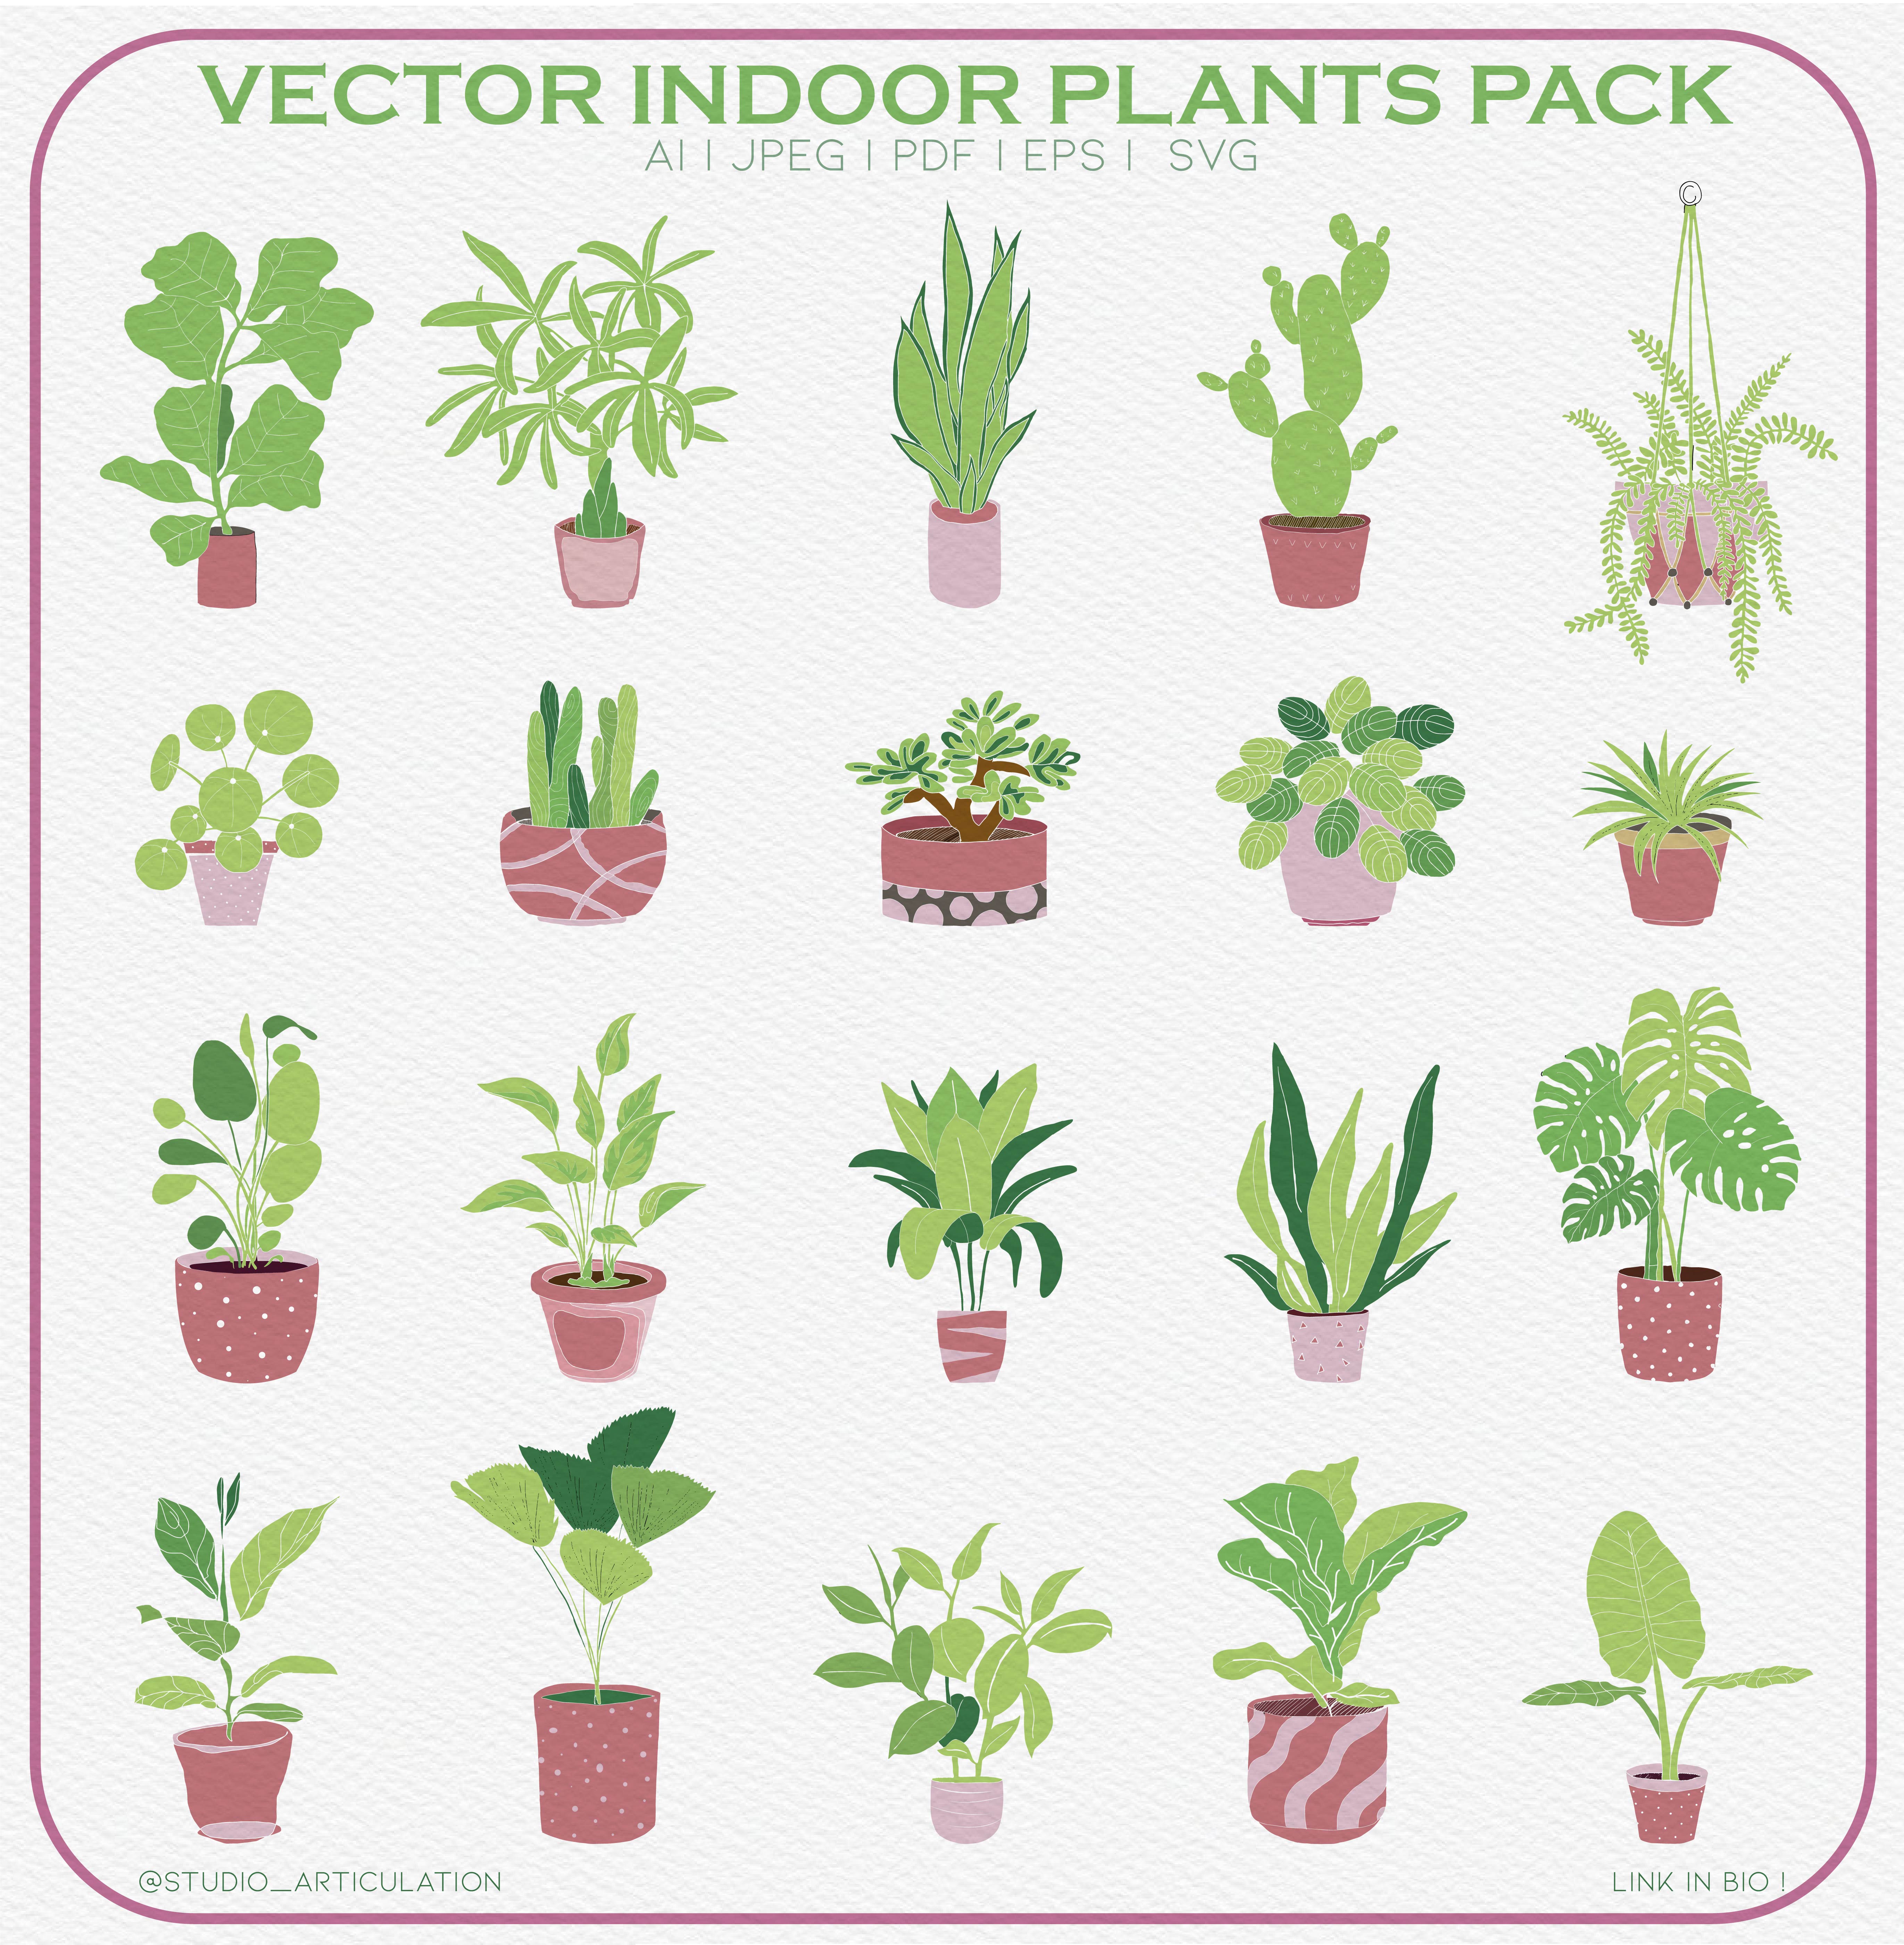 VECTOR INDOOR PLANTS PACK
AI | JPEG | PDF | EPS | SVG
@STUDIO_ARTICULATION
LINK IN BIO !